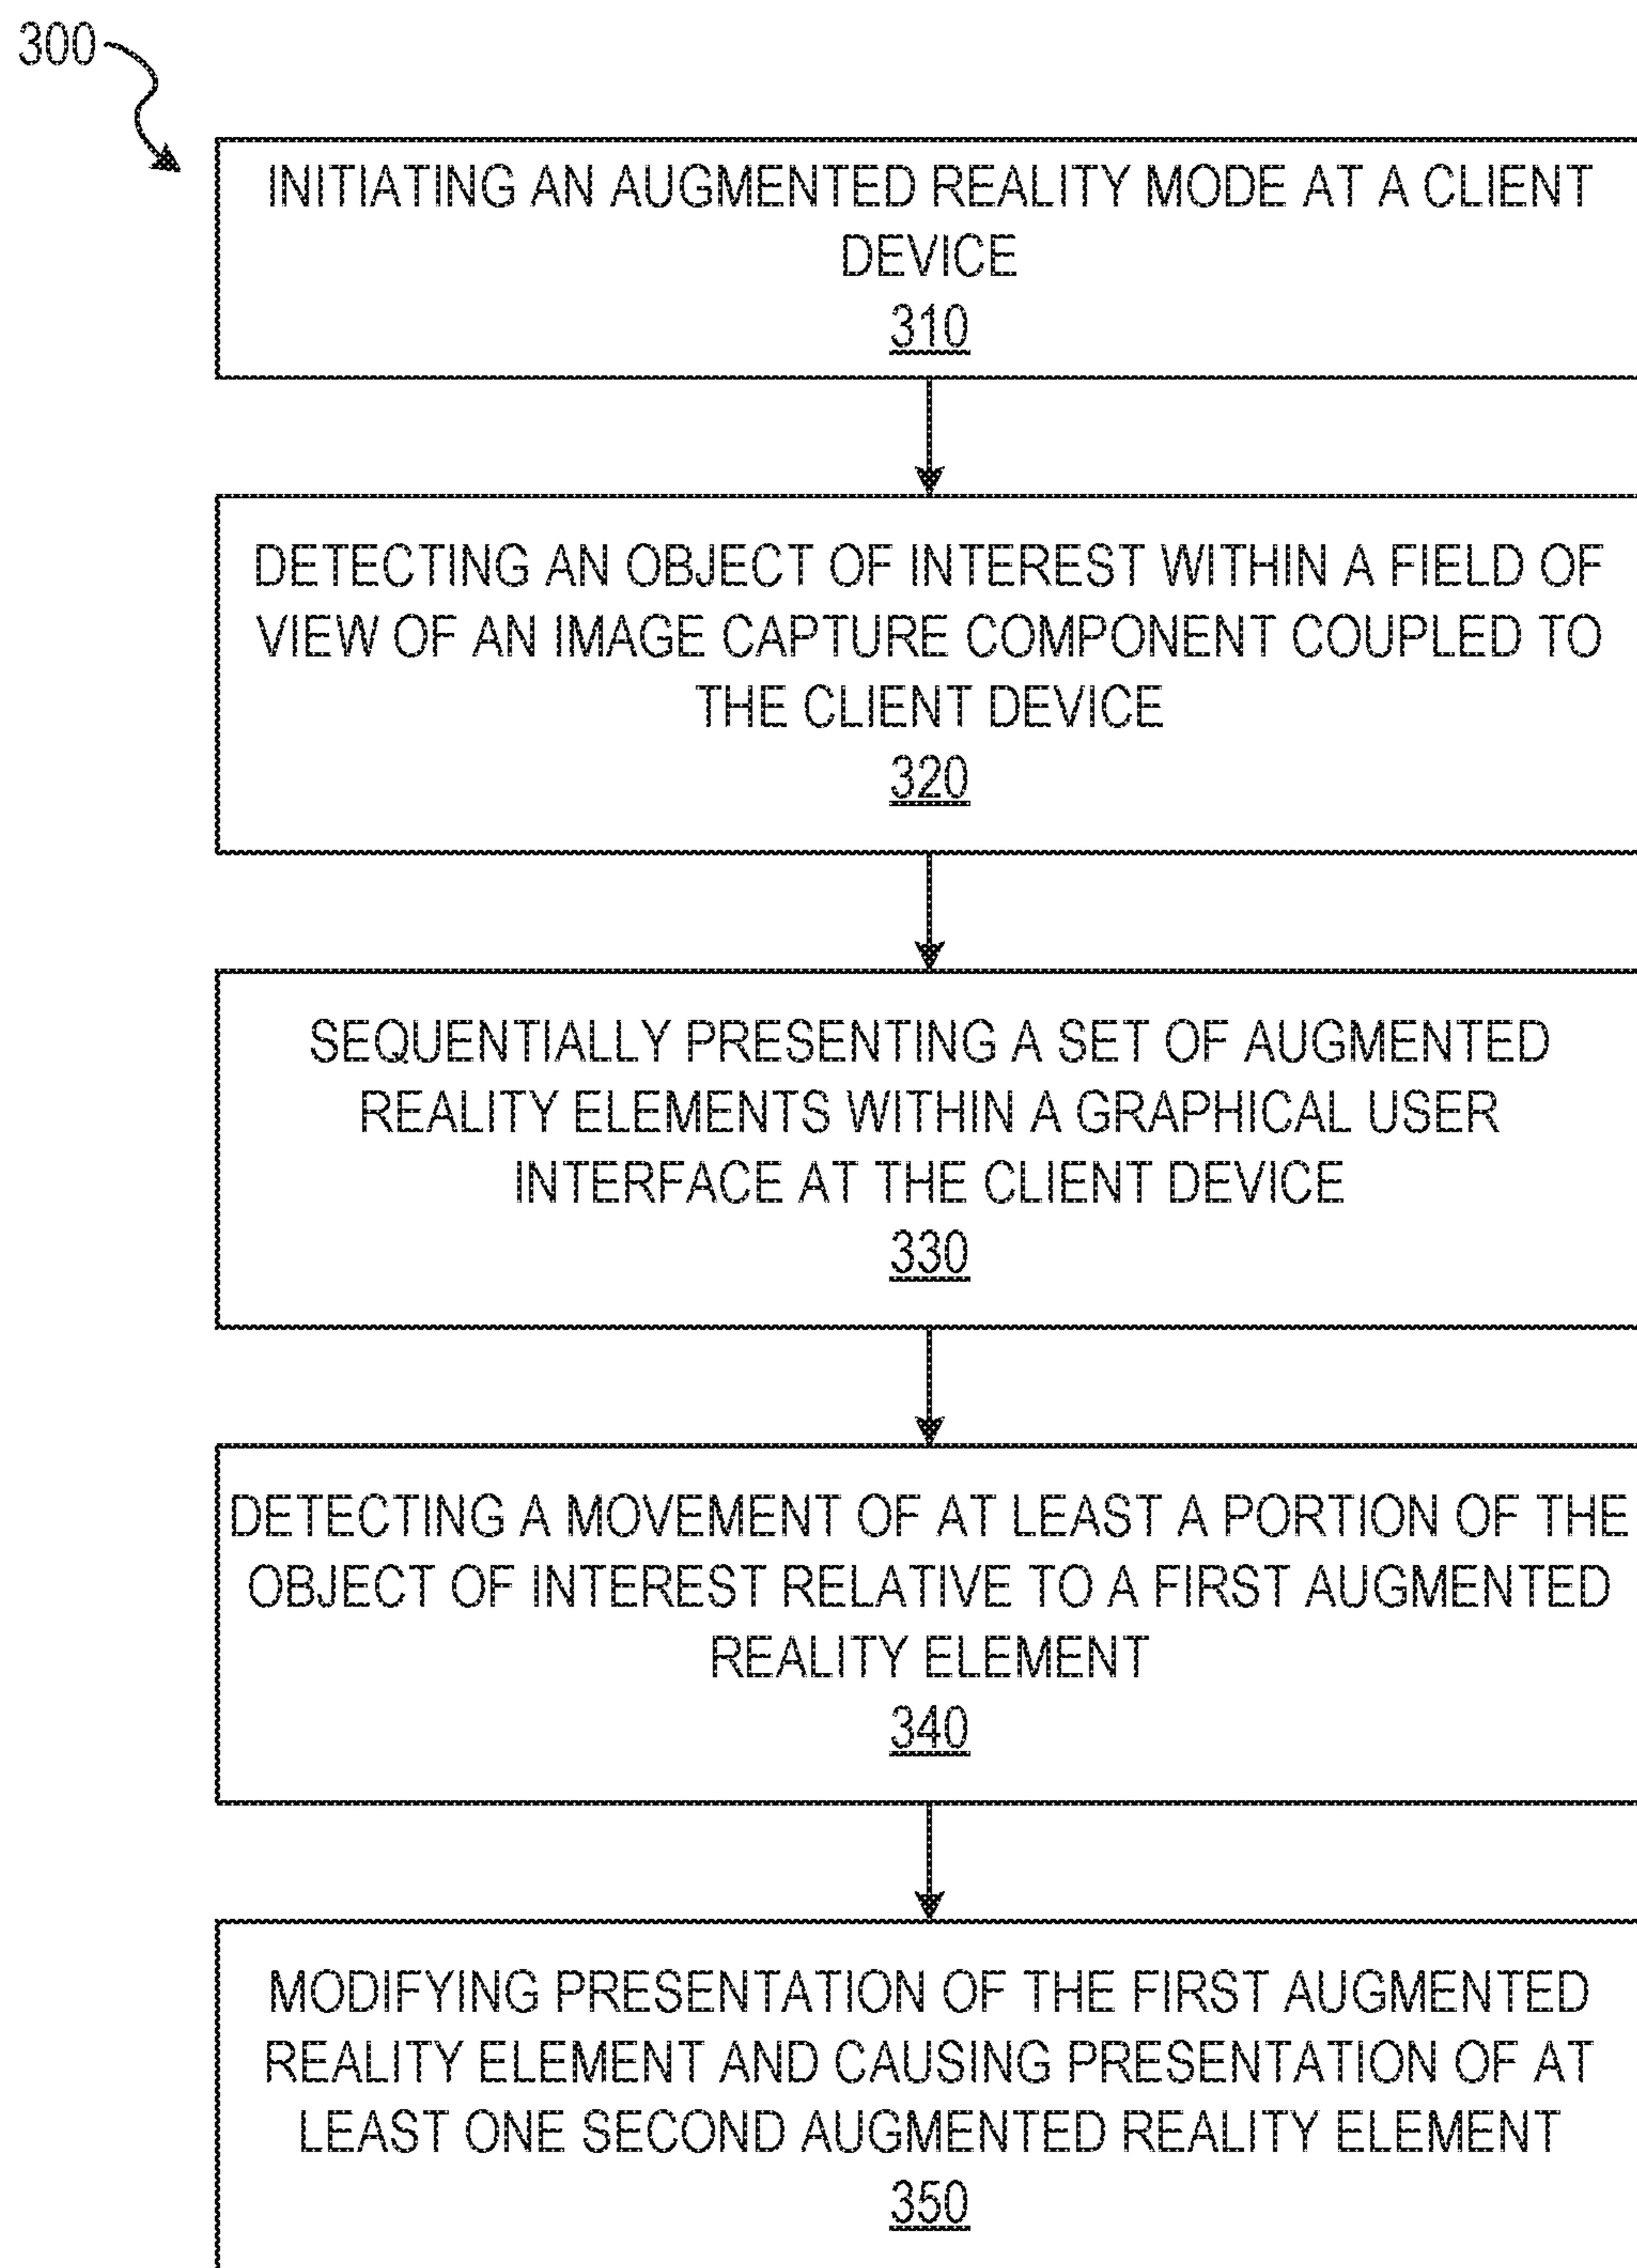 300
INITIATING AN AUGMENTED REALITY MODE AT A CLIENT
DEVICE
310
DETECTING AN OBJECT OF INTEREST WITHIN A FIELD OF
VIEW OF AN IMAGE CAPTURE COMPONENT COUPLED TO
THE CLIENT DEVICE
320
SEQUENTIALLY PRESENTING A SET OF AUGMENTED
REALITY ELEMENTS WITHIN A GRAPHICAL USER
INTERFACE AT THE CLIENT DEVICE
330
DETECTING A MOVEMENT OF AT LEAST A PORTION OF THE
OBJECT OF INTEREST RELATIVE TO A FIRST AUGMENTED
REALITY ELEMENT
340
MODIFYING PRESENTATION OF THE FIRST AUGMENTED
REALITY ELEMENT AND CAUSING PRESENTATION OF AT
LEAST ONE SECOND AUGMENTED REALITY ELEMENT
350